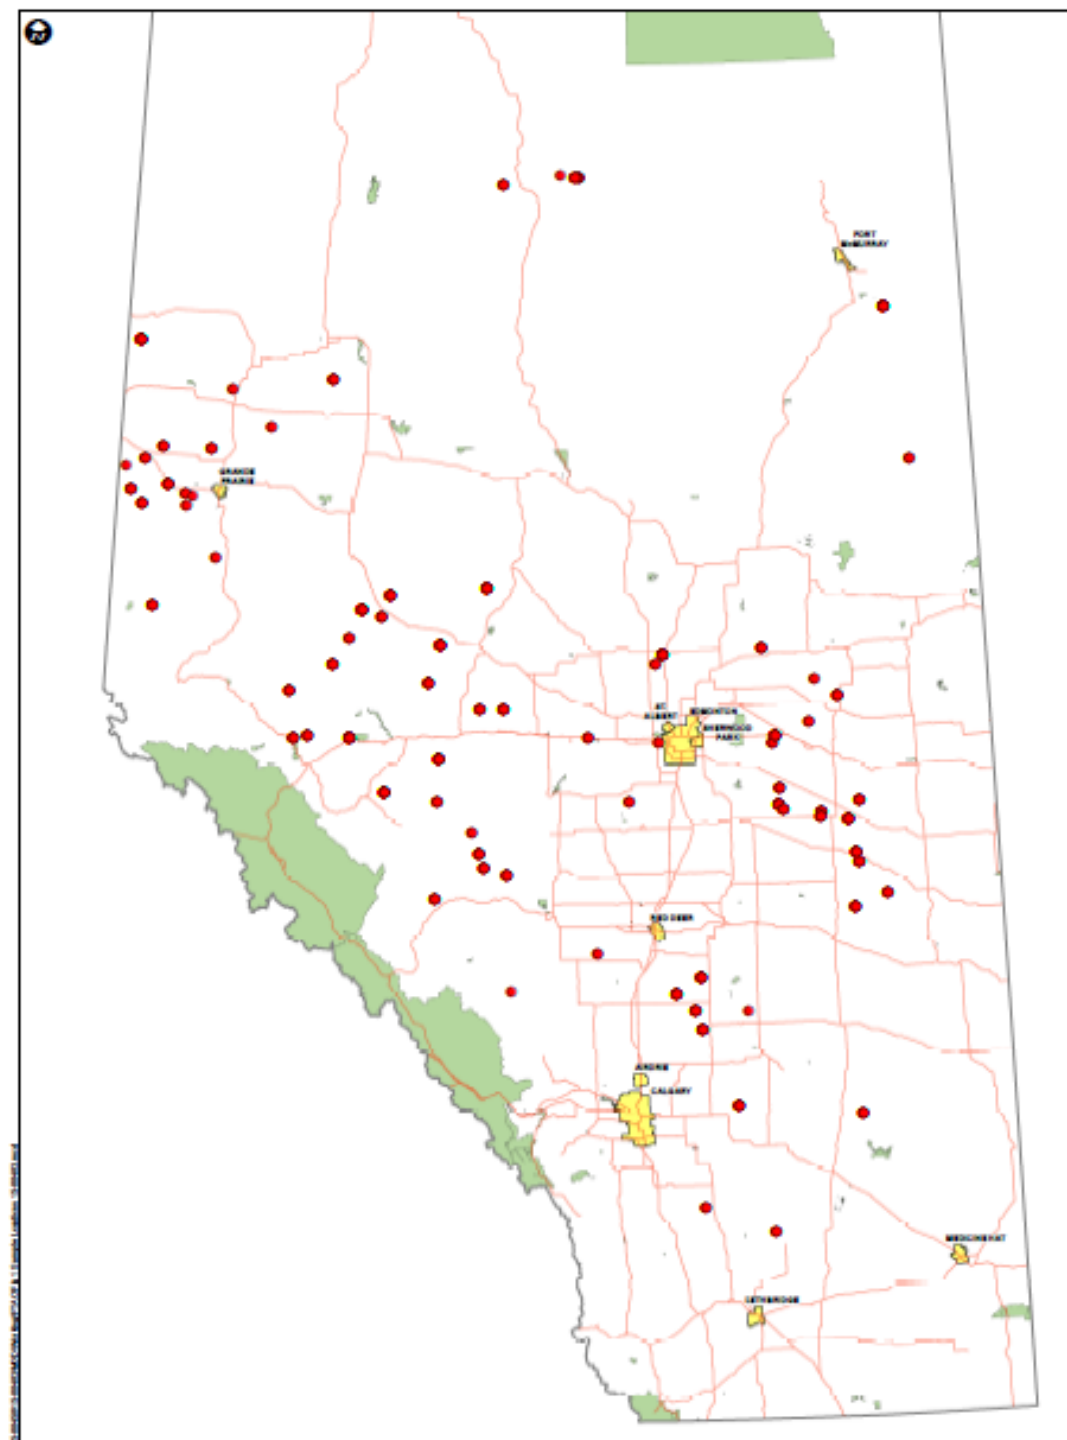 FORT
McMURRAY
GRANDE
PRAIRIE
ST
ALBERT
EDMONTON
SHERWOOD
PARK
RED DEER
AIRDRIE
CALGARY
MEDICINE HAT
LETHBRIDGE